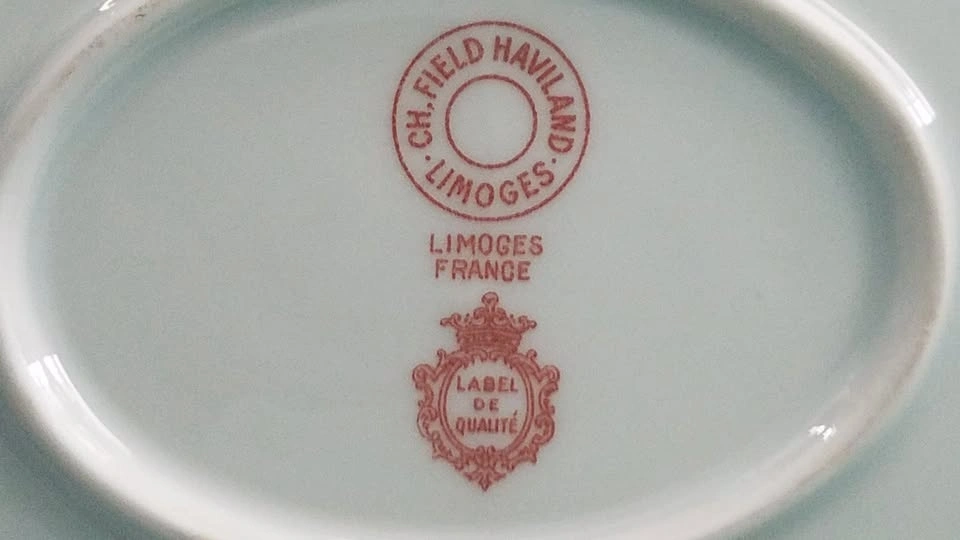 CH. FIELD HAVILAND
· LIMOGES ·
LIMOGES
FRANCE
LABEL
DE
QUALITÉ